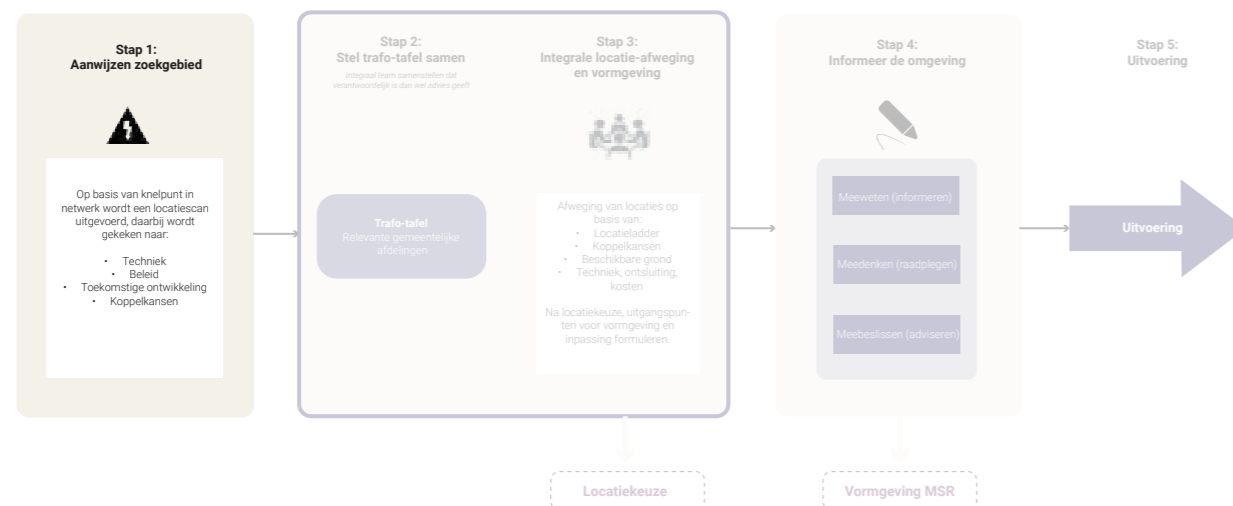 Stap 1:
Aanwijzen zoekgebied
Op basis van knelpunt in
netwerk wordt een locatiescan
uitgevoerd, daarbij wordt
gekeken naar:
• Techniek
• Beleid
• Toekomstige ontwikkeling
• Koppelkansen
Stap 2:
Stel trafo-tafel samen
Integraal team samenstellen dat
verantwoordelijk is dan wel advies geeft
Trafo-tafel
Relevante gemeentelijke
afdelingen
Stap 3:
Integrale locatie-afweging
en vormgeving
Afweging van locaties op
basis van:
• Locatieladder
• Koppelkansen
• Beschikbare grond
• Techniek, ontsluiting,
kosten
Na locatiekeuze, uitgangspun-
ten voor vormgeving en
inpassing formuleren.
Stap 4:
Informeer de omgeving
Meeweten (informeren)
Meedenken (raadplegen)
Meebeslissen (adviseren)
Stap 5:
Uitvoering
Uitvoering
Locatiekeuze
Vormgeving MSR